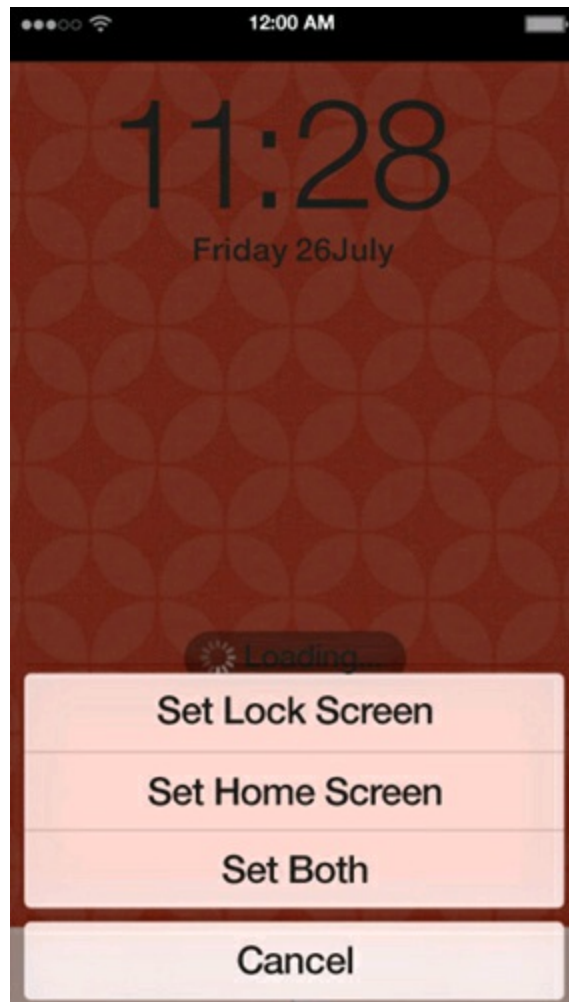 12:00 AM
11:28
Friday 26July
Loading...
Set Lock Screen
Set Home Screen
Set Both
Cancel